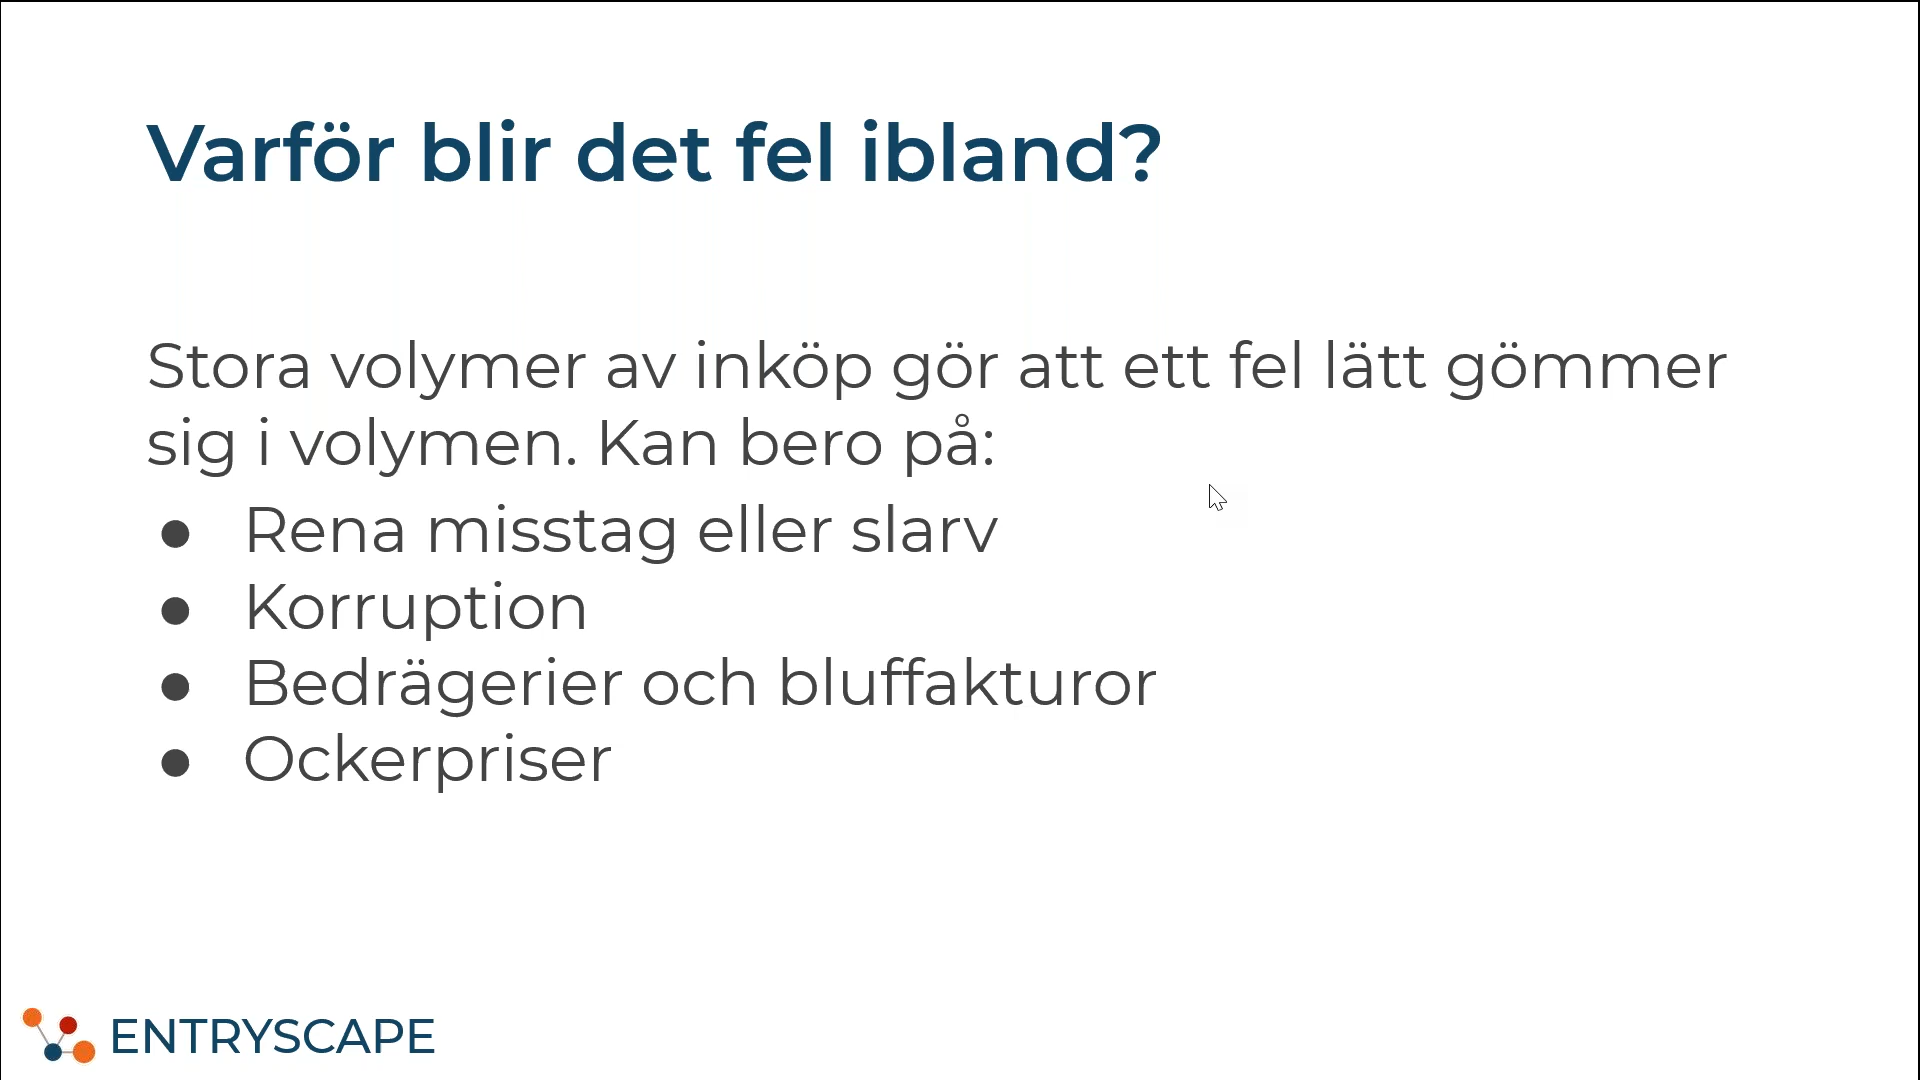 Varför blir det fel ibland?
Stora volymer av inköp gör att ett fel lätt gömmer
sig i volymen. Kan bero på:
● Rena misstag eller slarv
● Korruption
● Bedrägerier och bluffakturor
● Ockerpriser
ENTRYSCAPE